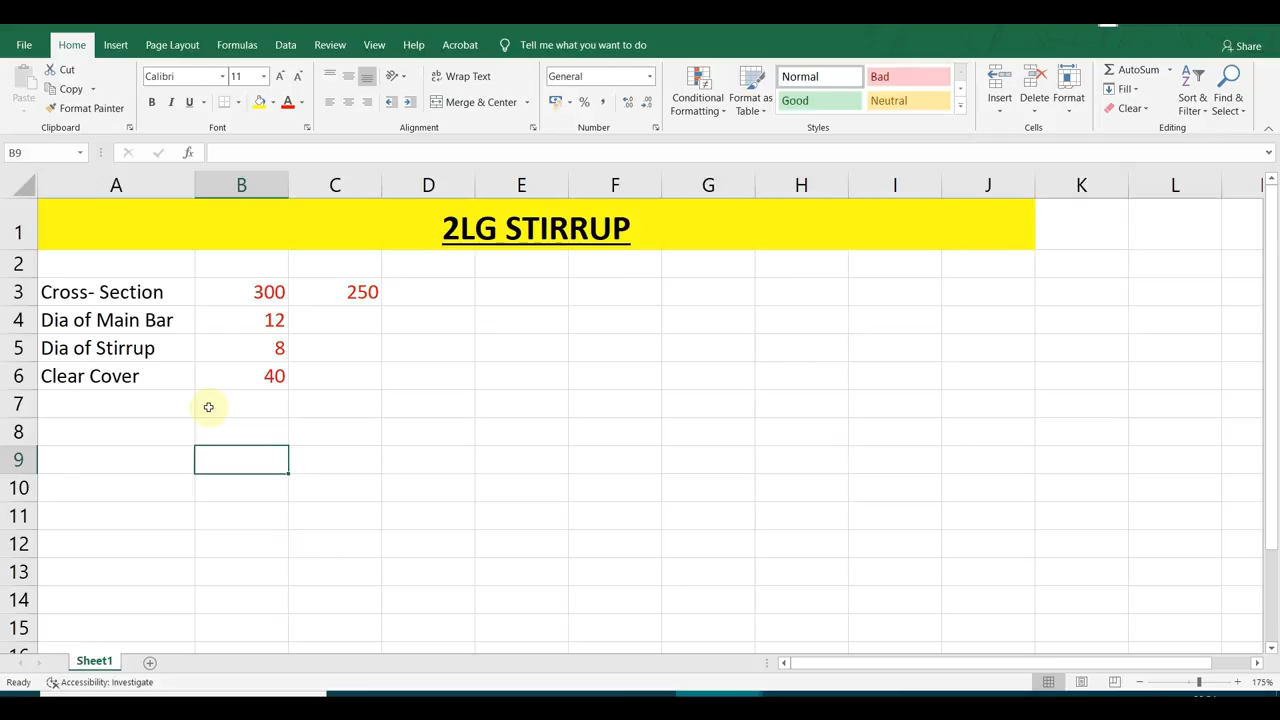 File Home Insert Page Layout Formulas Data Review View Help Acrobat Tell me what you want to do Share
Paste
Cut
Copy
Format Painter
Clipboard
Calibri 11
B I U
Font
Wrap Text
Merge & Center
Alignment
General
Number
Conditional Formatting
Format as Table
Normal Bad
Good Neutral
Styles
Insert Delete Format
Cells
AutoSum
Fill
Clear
Sort & Filter
Find & Select
Editing
B9 fx
A B C D E F G H I J K L
1 2LG STIRRUP
2
3 Cross- Section 300 250
4 Dia of Main Bar 12
5 Dia of Stirrup 8
6 Clear Cover 40
7
8
9
10
11
12
13
14
15
Sheet1
Ready Accessibility: Investigate 175%